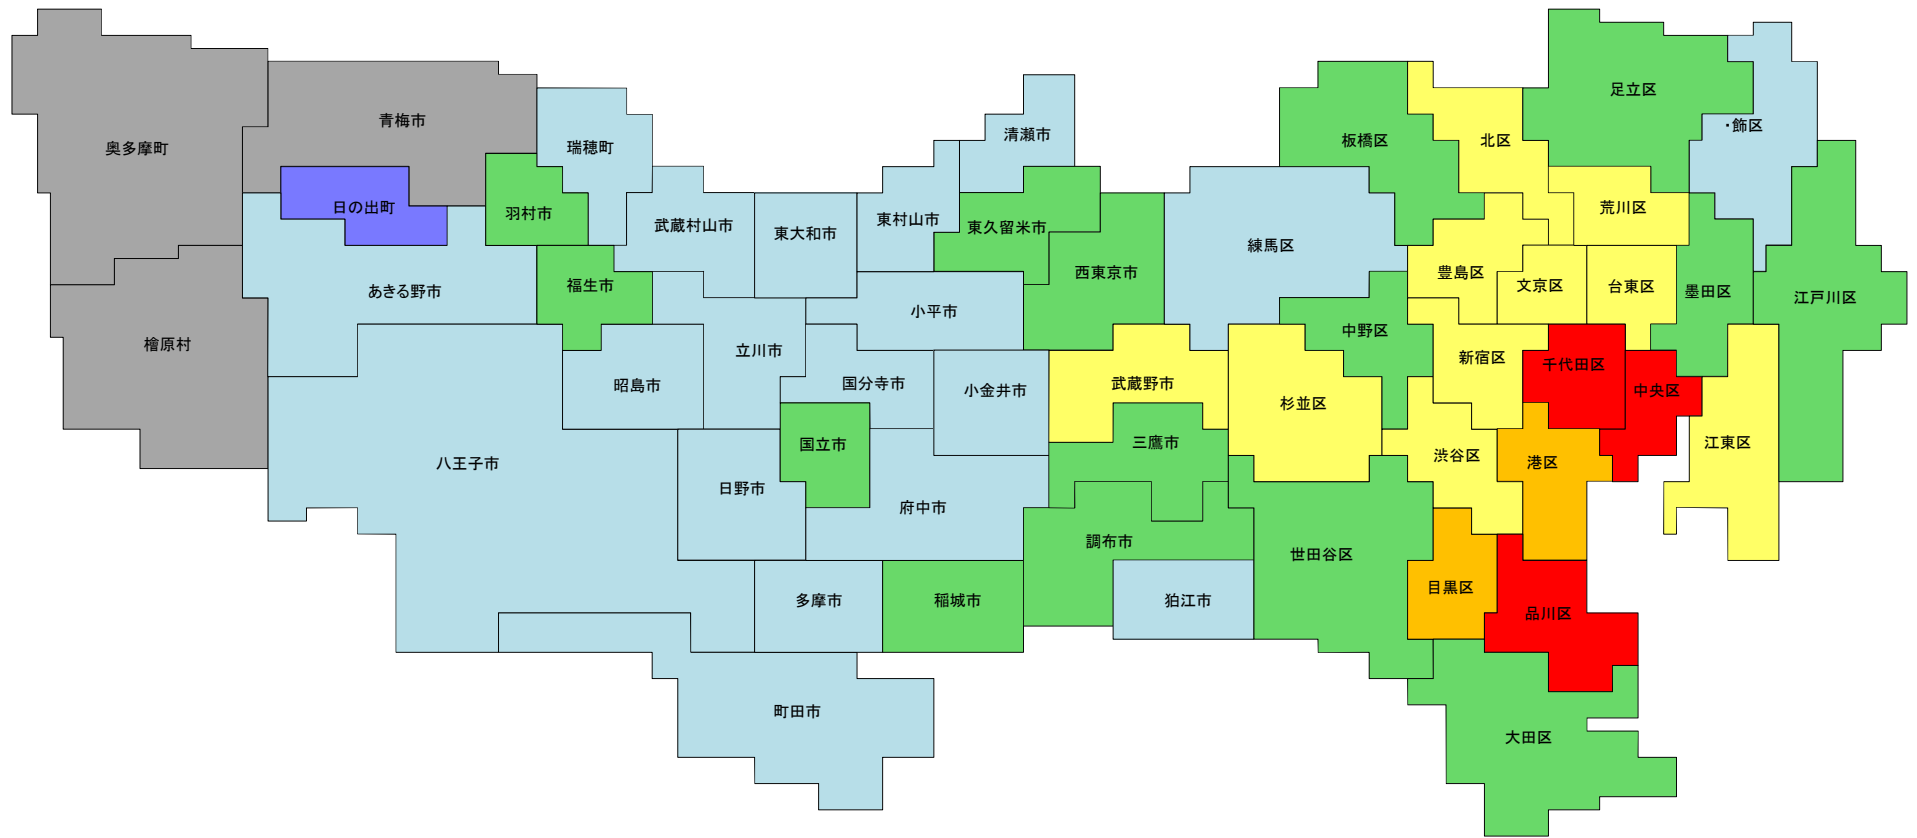 足立区
青梅市
・飾区
清瀬市
板橋区
北区
奥多摩町
瑞穂町
日の出町
羽村市
荒川区
武蔵村山市
東大和市
東村山市
東久留米市
練馬区
西東京市
豊島区
あきる野市
福生市
文京区
台東区
墨田区
江戸川区
小平市
中野区
檜原村
立川市
新宿区
千代田区
昭島市
国分寺市
小金井市
武蔵野市
杉並区
中央区
国立市
三鷹市
江東区
八王子市
渋谷区
港区
日野市
府中市
調布市
世田谷区
多摩市
稲城市
狛江市
目黒区
品川区
町田市
大田区